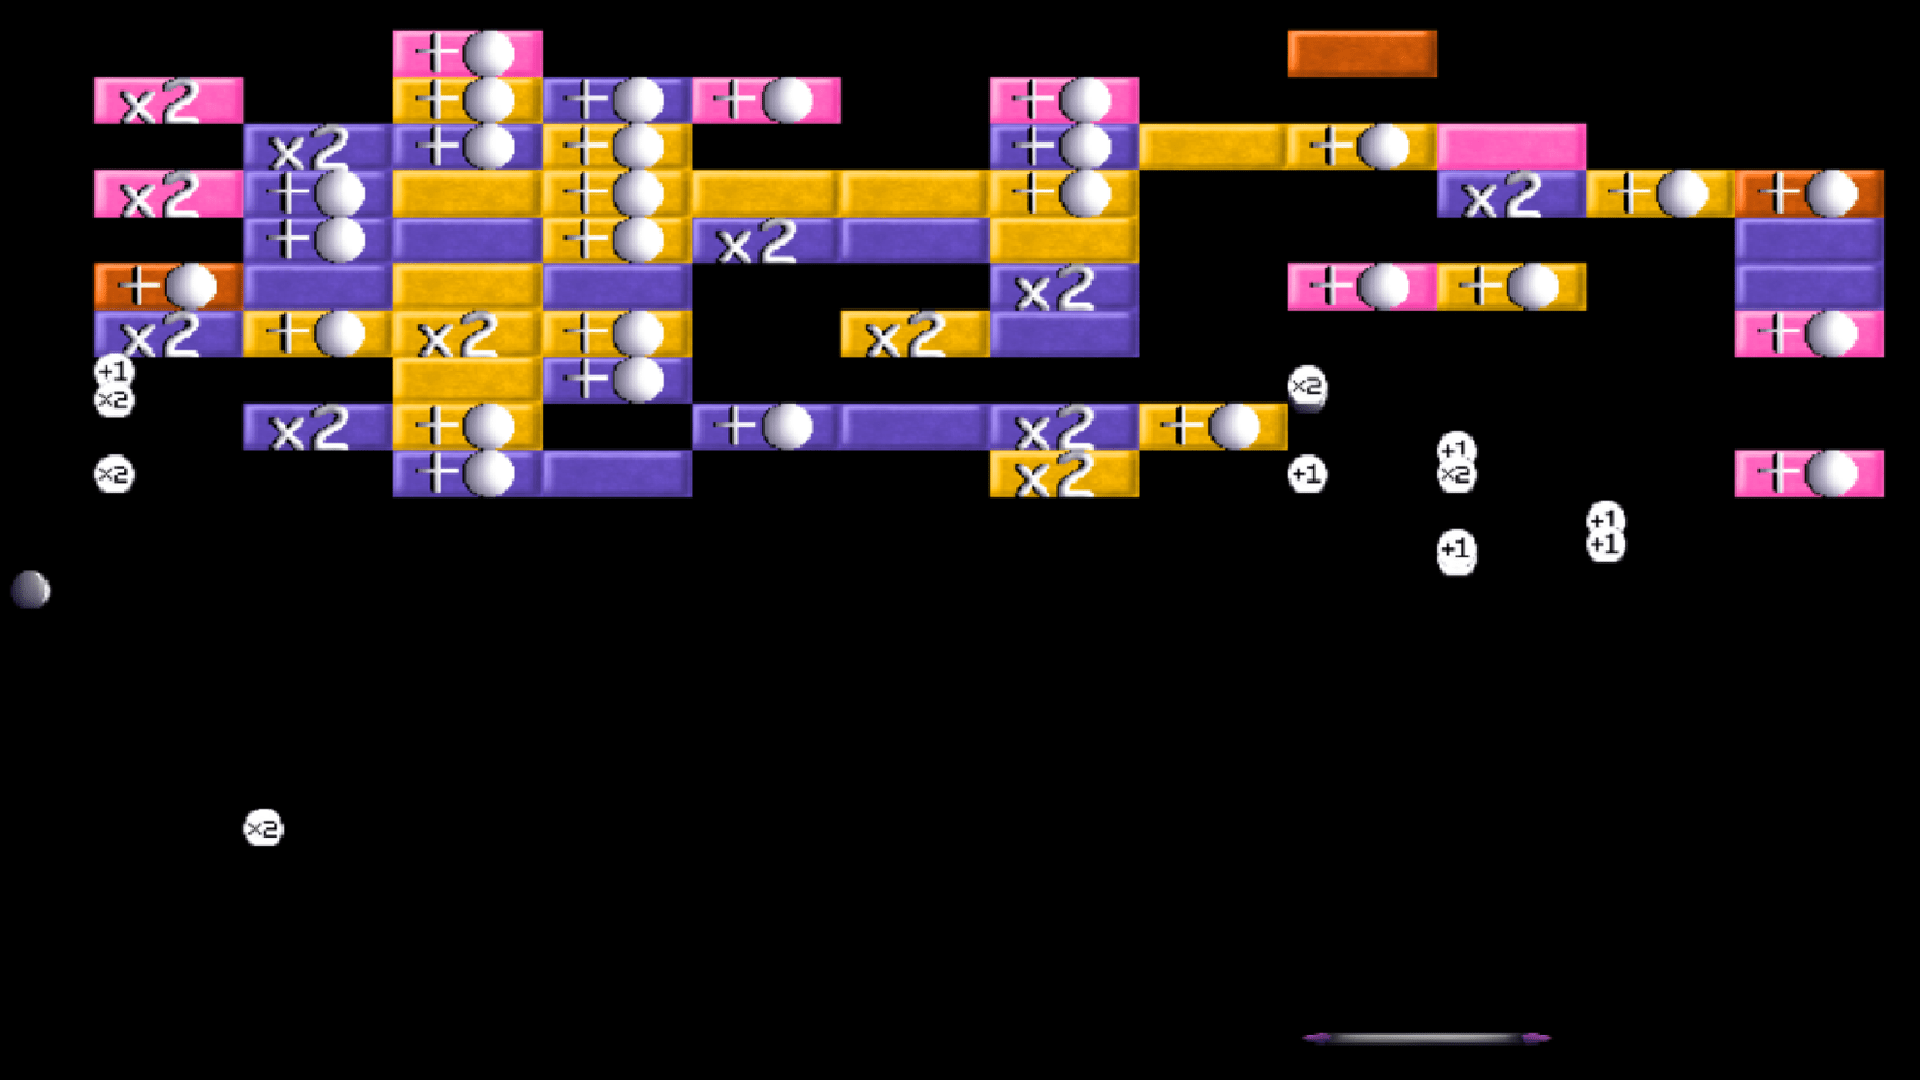 +
x2 + + + +
x2 + + + +
x2 + + + x2 + +
+ + x2
+ x2 + +
x2 + x2 + x2 +
+1 +
x2 x2
x2 + + x2 +
+1
x2 + x2 +1 x2 +
+1
+1 +1
x2